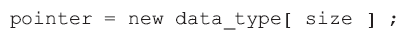 pointer = new data_type[ size ] ;